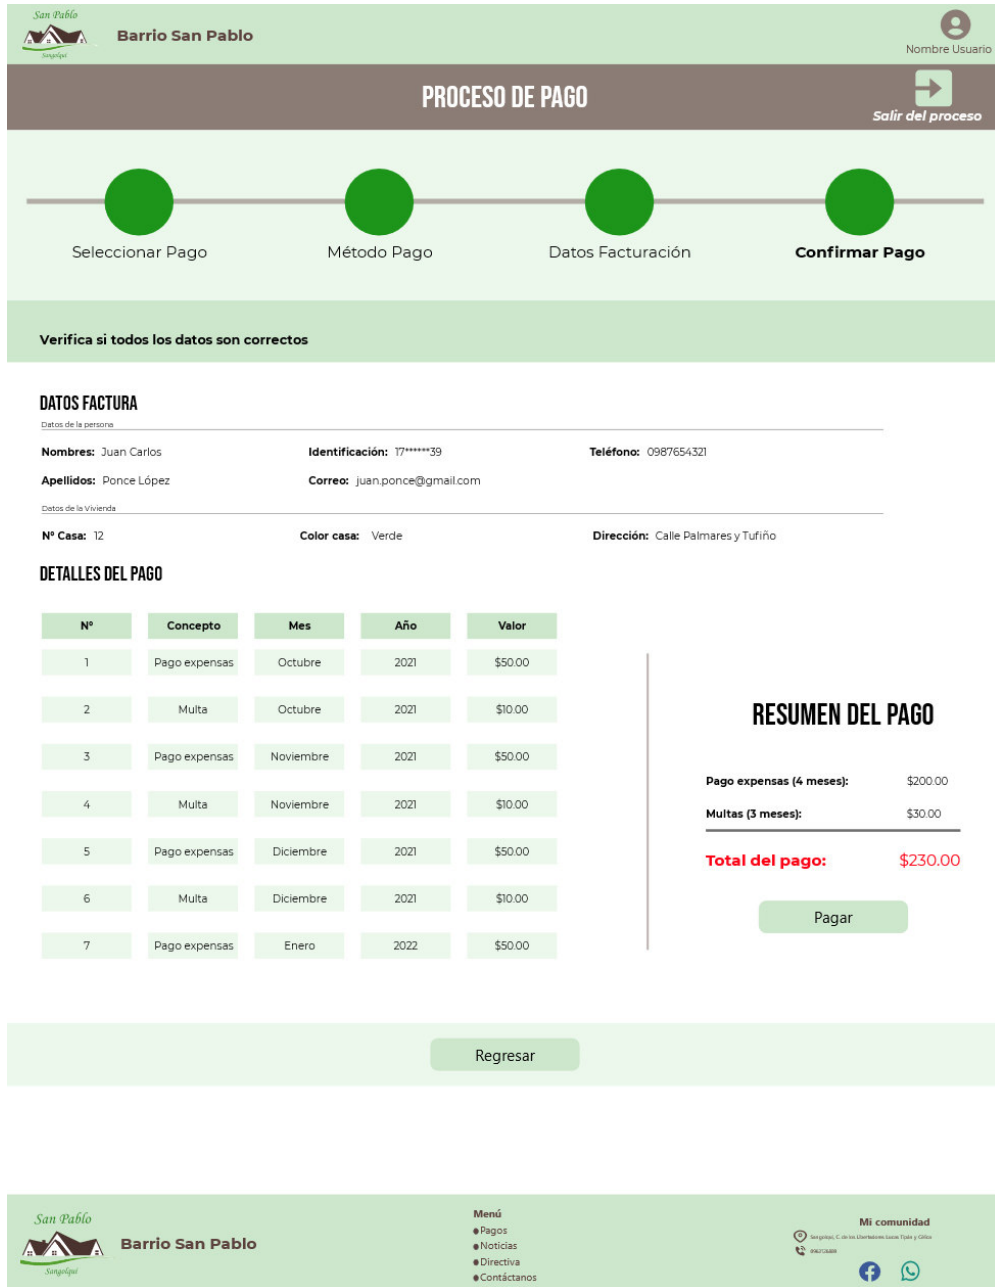 San Pablo
Sangolquí
Barrio San Pablo
Nombre Usuario
PROCESO DE PAGO
Salir del proceso
Seleccionar Pago
Método Pago
Datos Facturación
Confirmar Pago
Verifica si todos los datos son correctos
DATOS FACTURA
Datos de la persona
Nombres: Juan Carlos Identificación: 17******39 Teléfono: 0987654321
Apellidos: Ponce López Correo: juan.ponce@gmail.com
Datos de la Vivienda
Nº Casa: 12 Color casa: Verde Dirección: Calle Palmares y Tufiño
DETALLES DEL PAGO
Nº Concepto Mes Año Valor
1 Pago expensas Octubre 2021 $50.00
2 Multa Octubre 2021 $10.00
3 Pago expensas Noviembre 2021 $50.00
4 Multa Noviembre 2021 $10.00
5 Pago expensas Diciembre 2021 $50.00
6 Multa Diciembre 2021 $10.00
7 Pago expensas Enero 2022 $50.00
RESUMEN DEL PAGO
Pago expensas (4 meses): $200.00
Multas (3 meses): $30.00
Total del pago: $230.00
Pagar
Regresar
San Pablo
Sangolquí
Barrio San Pablo
Menú
Pagos
Noticias
Directiva
Contáctanos
Mi comunidad
Sangolquí, C. de los Libertadores